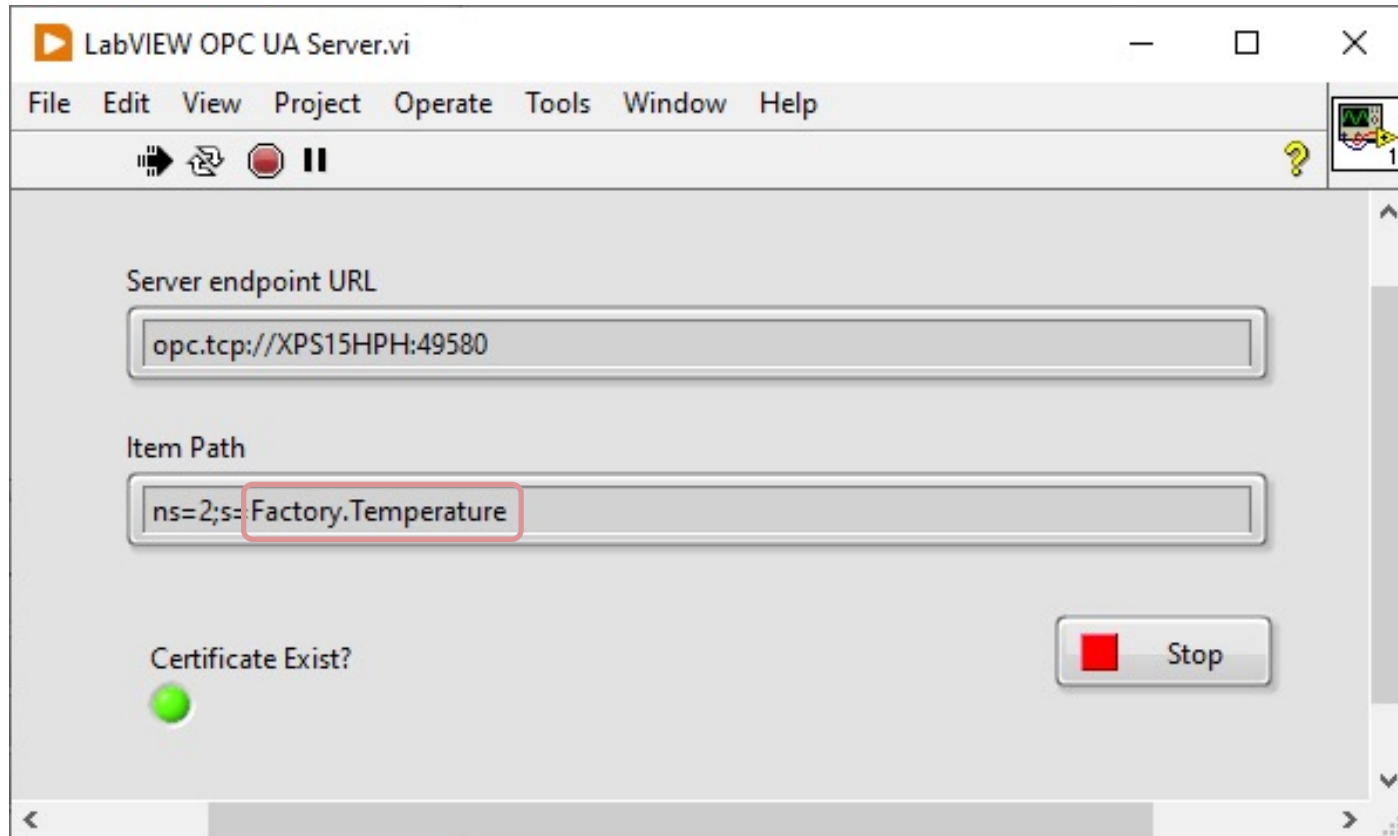 LabVIEW OPC UA Server.vi
File Edit View Project Operate Tools Window Help
?
1
Server endpoint URL
opc.tcp://XPS15HPH:49580
Item Path
ns=2;s=Factory.Temperature
Certificate Exist?
Stop